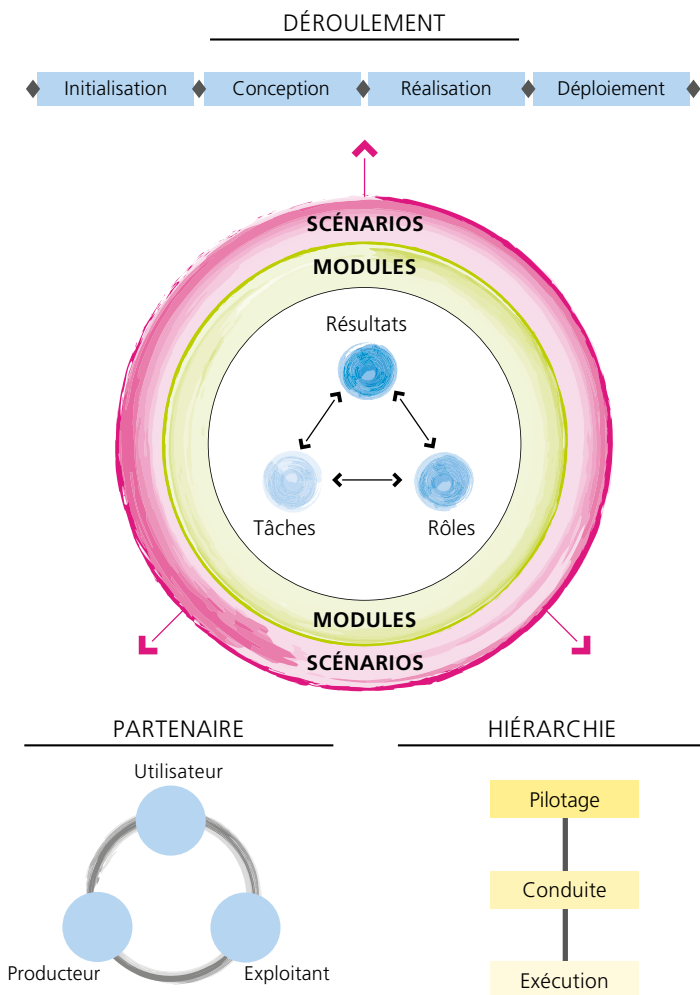 DÉROULEMENT
Initialisation Conception Réalisation Déploiement
SCÉNARIOS
MODULES
Résultats
Tâches Rôles
MODULES
SCÉNARIOS
PARTENAIRE HIÉRARCHIE
Utilisateur
Pilotage
Conduite
Producteur Exploitant
Exécution